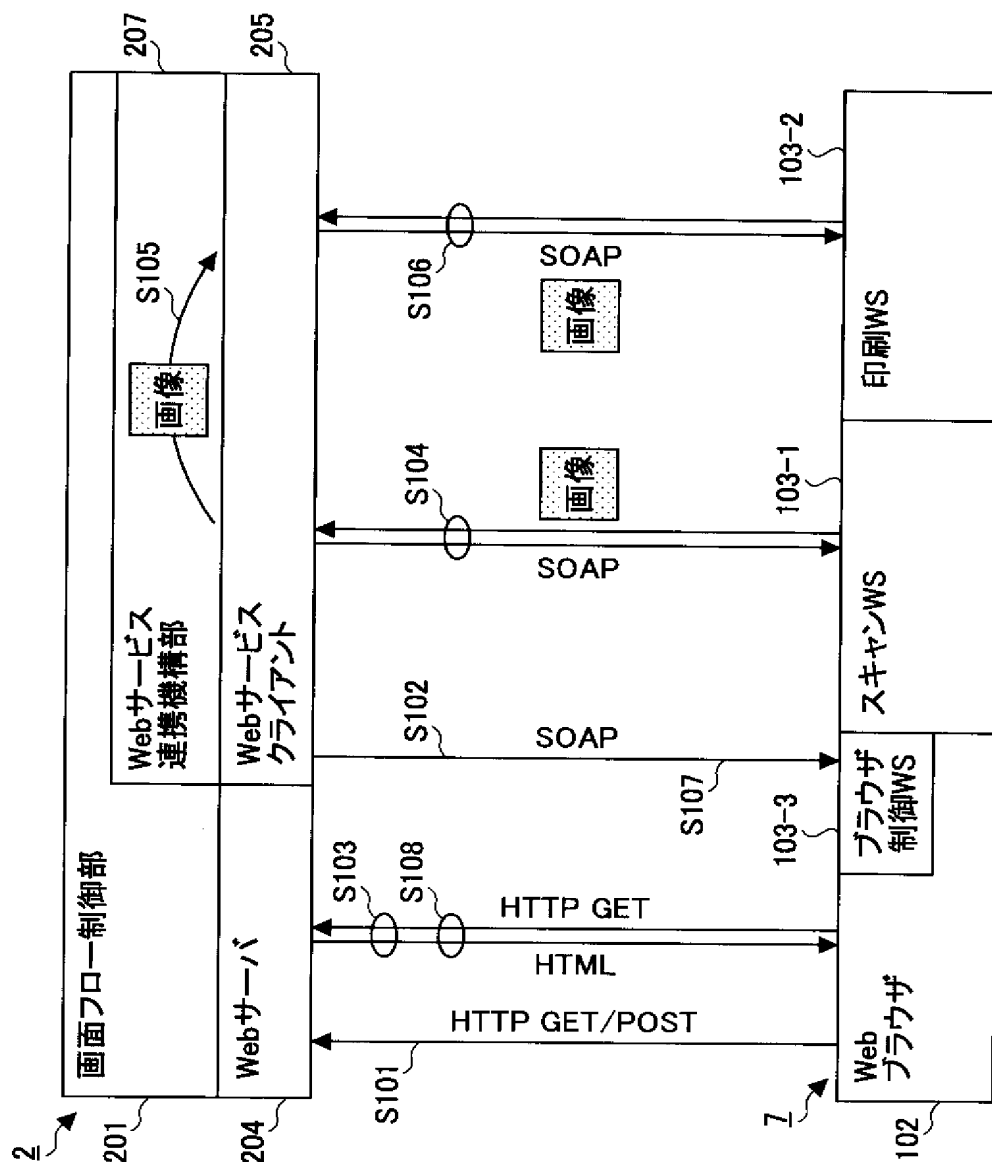 2
201
画面フロー制御部
207
Webサービス
連携機構部
画像
S105
204
Webサーバ
Webサービス
クライアント
205
S101
HTTP GET/POST
S103
S108
HTML
HTTP GET
S102
SOAP
S107
S104
SOAP
画像
S106
SOAP
画像
7
102
Web
ブラウザ
103-3
ブラウザ
制御WS
103-1
スキャンWS
103-2
印刷WS